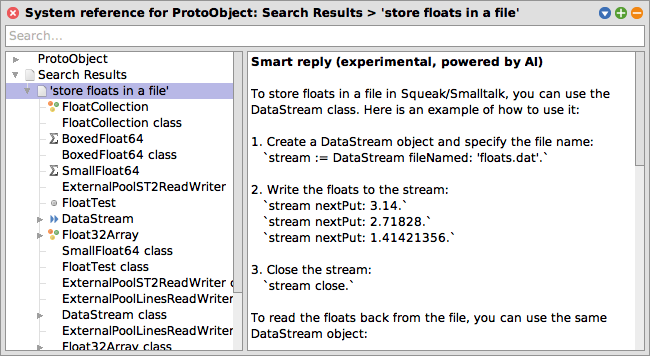 System reference for ProtoObject: Search Results > 'store floats in a file'
Search...
ProtoObject
Search Results
'store floats in a file'
FloatCollection
FloatCollection class
BoxedFloat64
BoxedFloat64 class
SmallFloat64
ExternalPoolST2ReadWriter
FloatTest
DataStream
Float32Array
SmallFloat64 class
FloatTest class
ExternalPoolST2ReadWriter c
ExternalPoolLinesReadWriter
DataStream class
ExternalPoolLinesReadWriter
Float32Array class
Smart reply (experimental, powered by AI)
To store floats in a file in Squeak/Smalltalk, you can use the
DataStream class. Here is an example of how to use it:
1. Create a DataStream object and specify the file name:
`stream := DataStream fileNamed: 'floats.dat'.`
2. Write the floats to the stream:
`stream nextPut: 3.14.`
`stream nextPut: 2.71828.`
`stream nextPut: 1.41421356.`
3. Close the stream:
`stream close.`
To read the floats back from the file, you can use the same
DataStream object: